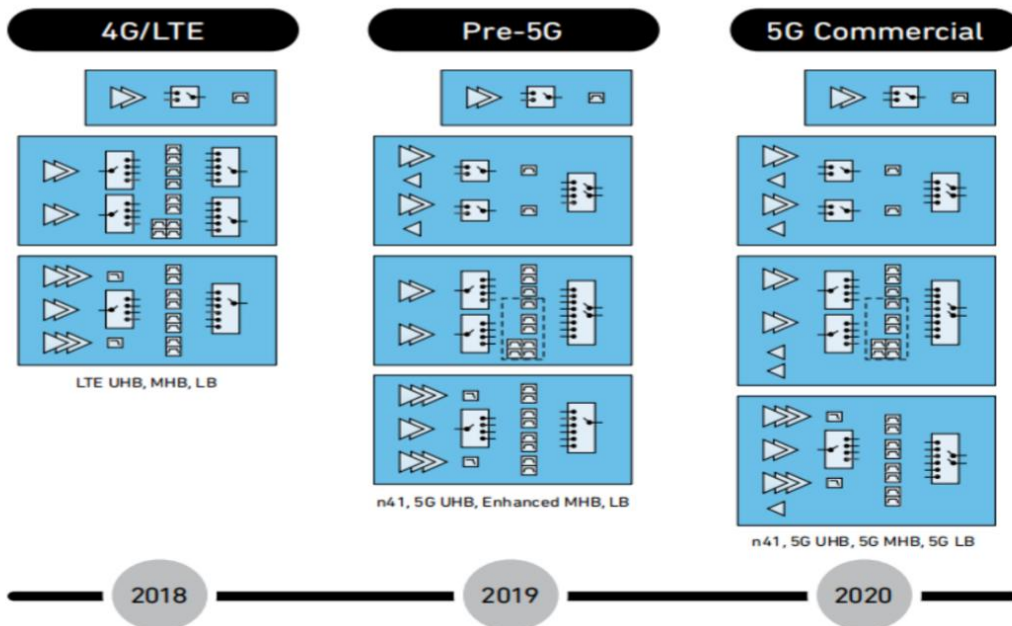 4G/LTE
Pre-5G
5G Commercial
LTE UHB, MHB, LB
n41, 5G UHB, Enhanced MHB, LB
n41, 5G UHB, 5G MHB, 5G LB
2018
2019
2020